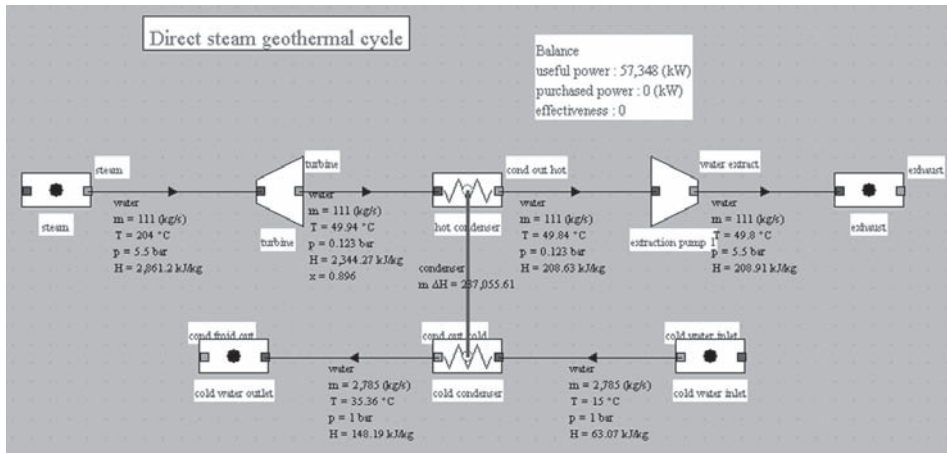 Direct steam geothermal cycle
Balance
useful power : 57,348 (kW)
purchased power : 0 (kW)
effectiveness : 0
steam
steam
water
m = 111 (kg/s)
T = 204 °C
p = 5.5 bar
H = 2,861.2 kJ/kg
turbine
turbine
water
m = 111 (kg/s)
T = 49.94 °C
p = 0.123 bar
H = 2,344.27 kJ/kg
x = 0.896
cond out hot
hot condenser
water
m = 111 (kg/s)
T = 49.84 °C
p = 0.123 bar
H = 208.63 kJ/kg
water extract
extraction pump 1
water
m = 111 (kg/s)
T = 49.8 °C
p = 5.5 bar
H = 208.91 kJ/kg
exhaust
exhaust
condenser
m ΔH = 237,055.61
cond froid out
cold water outlet
water
m = 2,785 (kg/s)
T = 35.36 °C
p = 1 bar
H = 148.19 kJ/kg
cond out cold
cold condenser
water
m = 2,785 (kg/s)
T = 15 °C
p = 1 bar
H = 63.07 kJ/kg
cold water inlet
cold water inlet